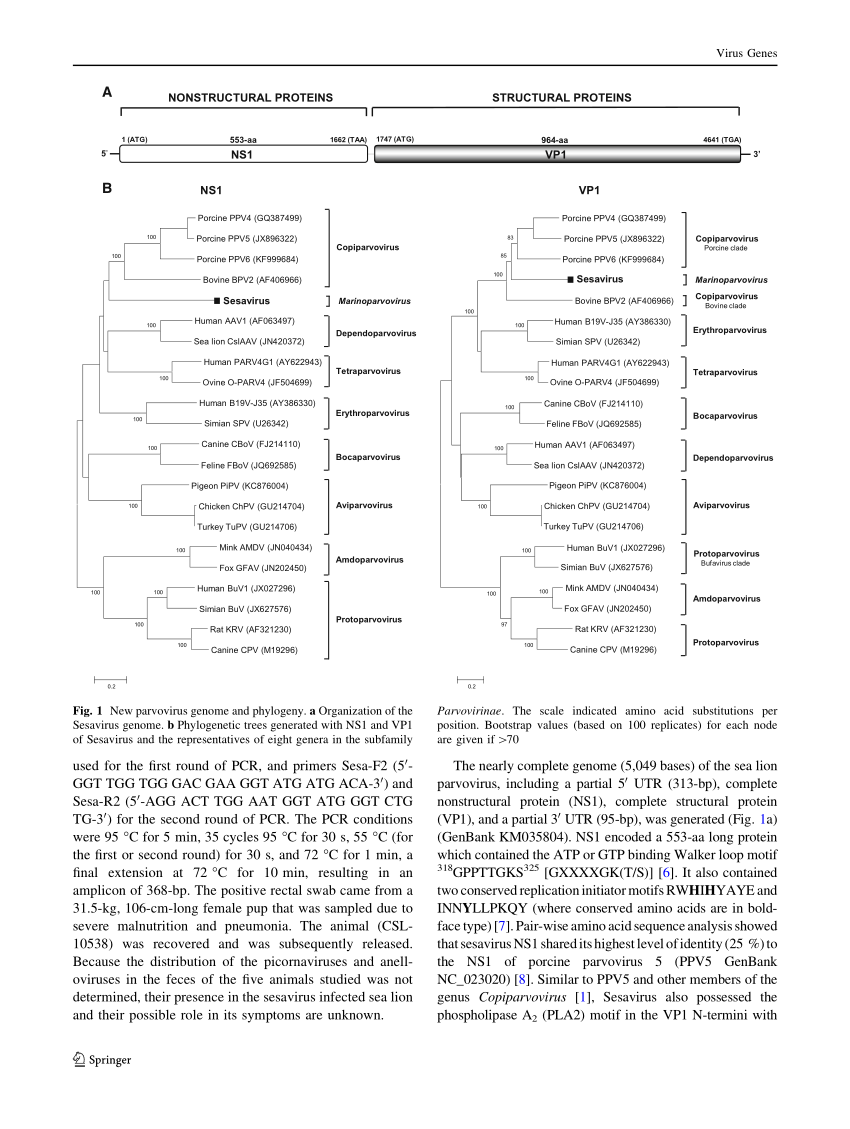 Virus Genes
A
NONSTRUCTURAL PROTEINS
STRUCTURAL PROTEINS
1 (ATG) 553-aa 1662 (TAA) 1747 (ATG) 964-aa 4641 (TGA)
5´ NS1 VP1 3'
B
NS1
Porcine PPV4 (GQ387499)
Porcine PPV5 (JX896322)
Porcine PPV6 (KF999684)
Bovine BPV2 (AF406966)
Copiparvovirus
Sesavirus
Marinoparvovirus
Human AAV1 (AF063497)
Sea lion CslAAV (JN420372)
Dependoparvovirus
Human PARV4G1 (AY622943)
Ovine O-PARV4 (JF504699)
Tetraparvovirus
Human B19V-J35 (AY386330)
Simian SPV (U26342)
Erythroparvovirus
Canine CBoV (FJ214110)
Feline FBoV (JQ692585)
Bocaparvovirus
Pigeon PiPV (KC876004)
Chicken ChPV (GU214704)
Turkey TuPV (GU214706)
Aviparvovirus
Mink AMDV (JN040434)
Fox GFAV (JN202450)
Amdoparvovirus
Human BuV1 (JX027296)
Simian BuV (JX627576)
Rat KRV (AF321230)
Canine CPV (M19296)
Protoparvovirus
100
100
100
100
100
100
100
100
100
100
100
100
0.2
VP1
Porcine PPV4 (GQ387499)
Porcine PPV5 (JX896322)
Porcine PPV6 (KF999684)
Copiparvovirus
Porcine clade
Sesavirus
Marinoparvovirus
Bovine BPV2 (AF406966)
Copiparvovirus
Bovine clade
Human B19V-J35 (AY386330)
Simian SPV (U26342)
Erythroparvovirus
Human PARV4G1 (AY622943)
Ovine O-PARV4 (JF504699)
Tetraparvovirus
Canine CBoV (FJ214110)
Feline FBoV (JQ692585)
Bocaparvovirus
Human AAV1 (AF063497)
Sea lion CslAAV (JN420372)
Dependoparvovirus
Pigeon PiPV (KC876004)
Chicken ChPV (GU214704)
Turkey TuPV (GU214706)
Aviparvovirus
Human BuV1 (JX027296)
Simian BuV (JX627576)
Protoparvovirus
Bufavirus clade
Mink AMDV (JN040434)
Fox GFAV (JN202450)
Amdoparvovirus
Rat KRV (AF321230)
Canine CPV (M19296)
Protoparvovirus
83
85
100
100
100
100
100
100
100
100
100
100
97
100
0.2
Fig. 1 New parvovirus genome and phylogeny. a Organization of the
Sesavirus genome. b Phylogenetic trees generated with NS1 and VP1
of Sesavirus and the representatives of eight genera in the subfamily
Parvovirinae. The scale indicated amino acid substitutions per
position. Bootstrap values (based on 100 replicates) for each node
are given if >70
used for the first round of PCR, and primers Sesa-F2 (5′-
GGT TGG TGG GAC GAA GGT ATG ATG ACA-3′) and
Sesa-R2 (5′-AGG ACT TGG AAT GGT ATG GGT CTG
TG-3′) for the second round of PCR. The PCR conditions
were 95 °C for 5 min, 35 cycles 95 °C for 30 s, 55 °C (for
the first or second round) for 30 s, and 72 °C for 1 min, a
final extension at 72 °C for 10 min, resulting in an
amplicon of 368-bp. The positive rectal swab came from a
31.5-kg, 106-cm-long female pup that was sampled due to
severe malnutrition and pneumonia. The animal (CSL-
10538) was recovered and was subsequently released.
Because the distribution of the picornaviruses and anell-
oviruses in the feces of the five animals studied was not
determined, their presence in the sesavirus infected sea lion
and their possible role in its symptoms are unknown.
The nearly complete genome (5,049 bases) of the sea lion
parvovirus, including a partial 5′ UTR (313-bp), complete
nonstructural protein (NS1), complete structural protein
(VP1), and a partial 3′ UTR (95-bp), was generated (Fig. 1a)
(GenBank KM035804). NS1 encoded a 553-aa long protein
which contained the ATP or GTP binding Walker loop motif
³¹⁸GPPTTGKS³²⁵ [GXXXXGK(T/S)] [6]. It also contained
two conserved replication initiator motifs RWHIHYAYE and
INNYLLPKQY (where conserved amino acids are in bold-
face type) [7]. Pair-wise amino acid sequence analysis showed
that sesavirus NS1 shared its highest level of identity (25 %) to
the NS1 of porcine parvovirus 5 (PPV5 GenBank
NC_023020) [8]. Similar to PPV5 and other members of the
genus Copiparvovirus [1], Sesavirus also possessed the
phospholipase A₂ (PLA2) motif in the VP1 N-termini with
Springer